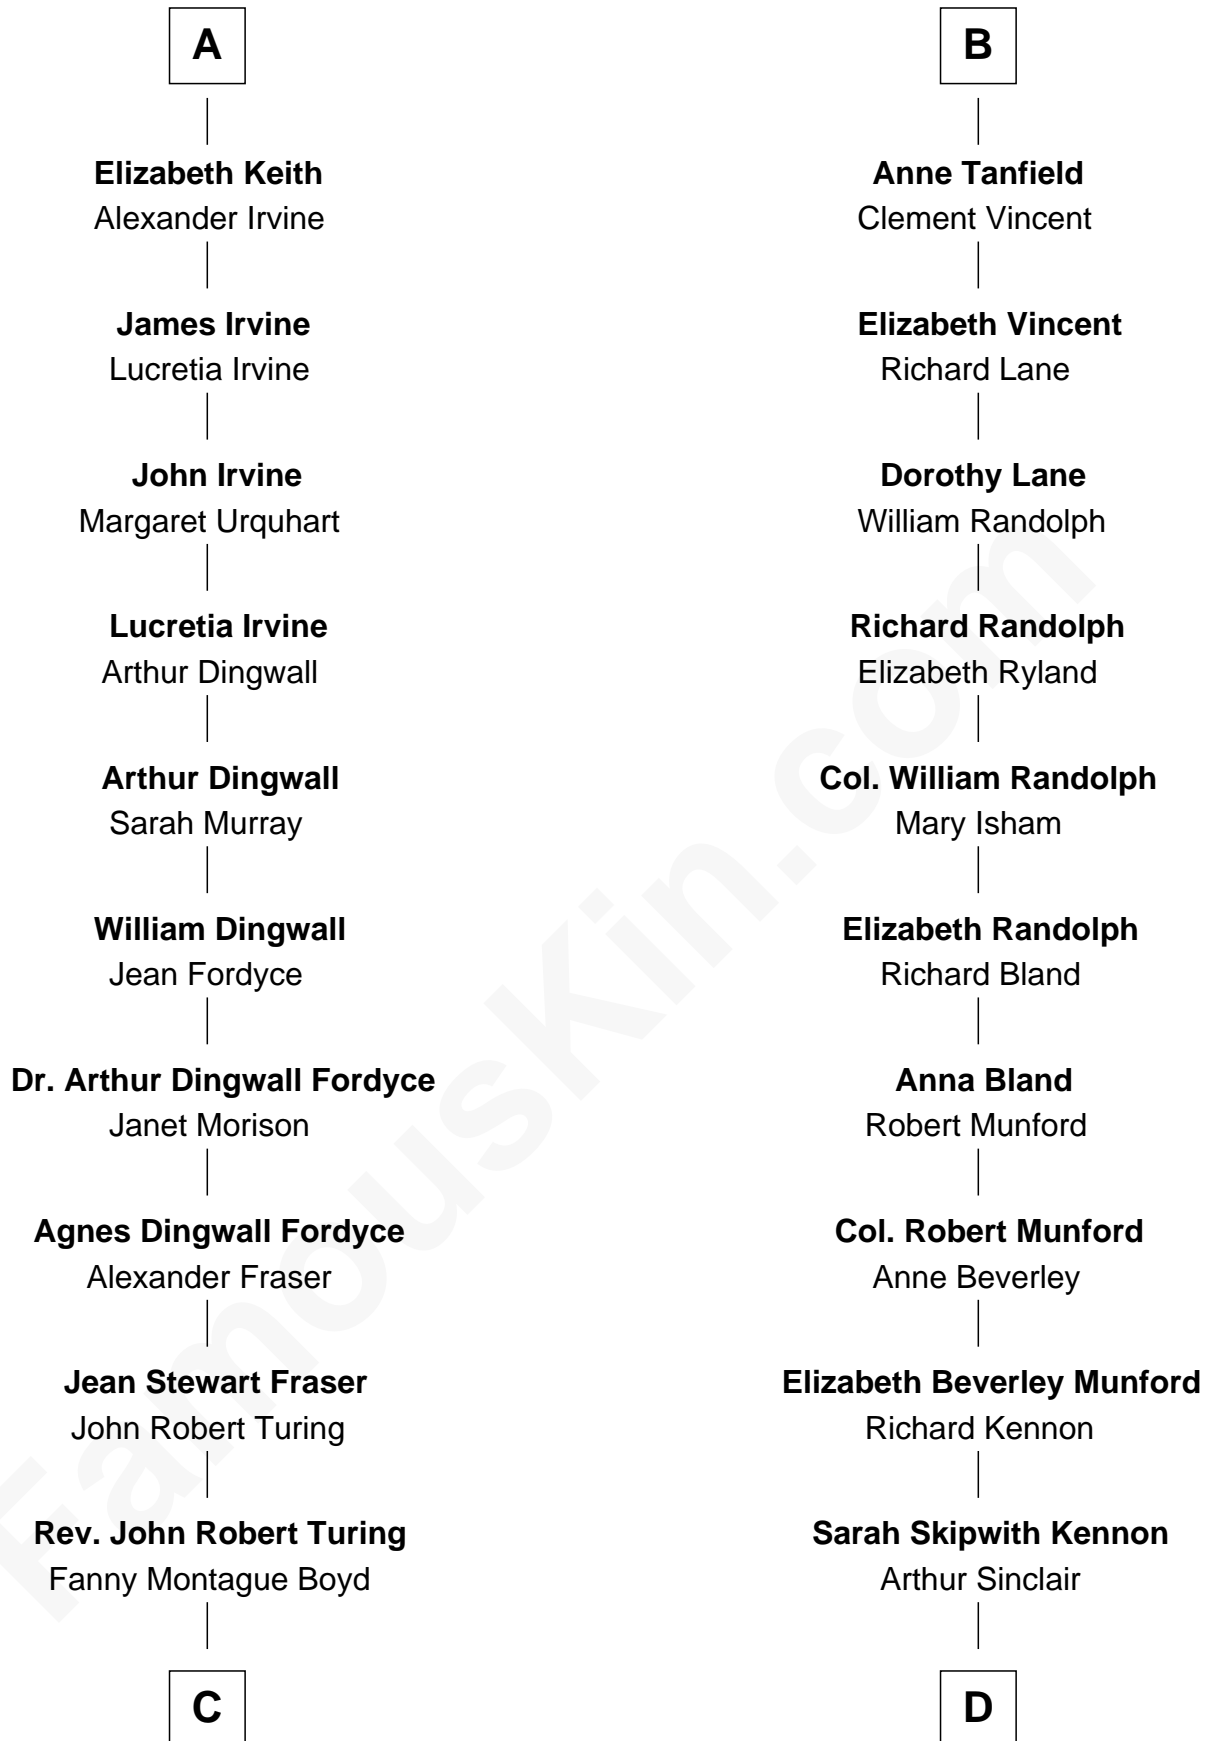 A
Elizabeth Keith
Alexander Irvine
James Irvine
Lucretia Irvine
John Irvine
Margaret Urquhart
Lucretia Irvine
Arthur Dingwall
Arthur Dingwall
Sarah Murray
William Dingwall
Jean Fordyce
Dr. Arthur Dingwall Fordyce
Janet Morison
Agnes Dingwall Fordyce
Alexander Fraser
Jean Stewart Fraser
John Robert Turing
Rev. John Robert Turing
Fanny Montague Boyd
C
B
Anne Tanfield
Clement Vincent
Elizabeth Vincent
Richard Lane
Dorothy Lane
William Randolph
Richard Randolph
Elizabeth Ryland
Col. William Randolph
Mary Isham
Elizabeth Randolph
Richard Bland
Anna Bland
Robert Munford
Col. Robert Munford
Anne Beverley
Elizabeth Beverley Munford
Richard Kennon
Sarah Skipwith Kennon
Arthur Sinclair
D
FamousKin.com